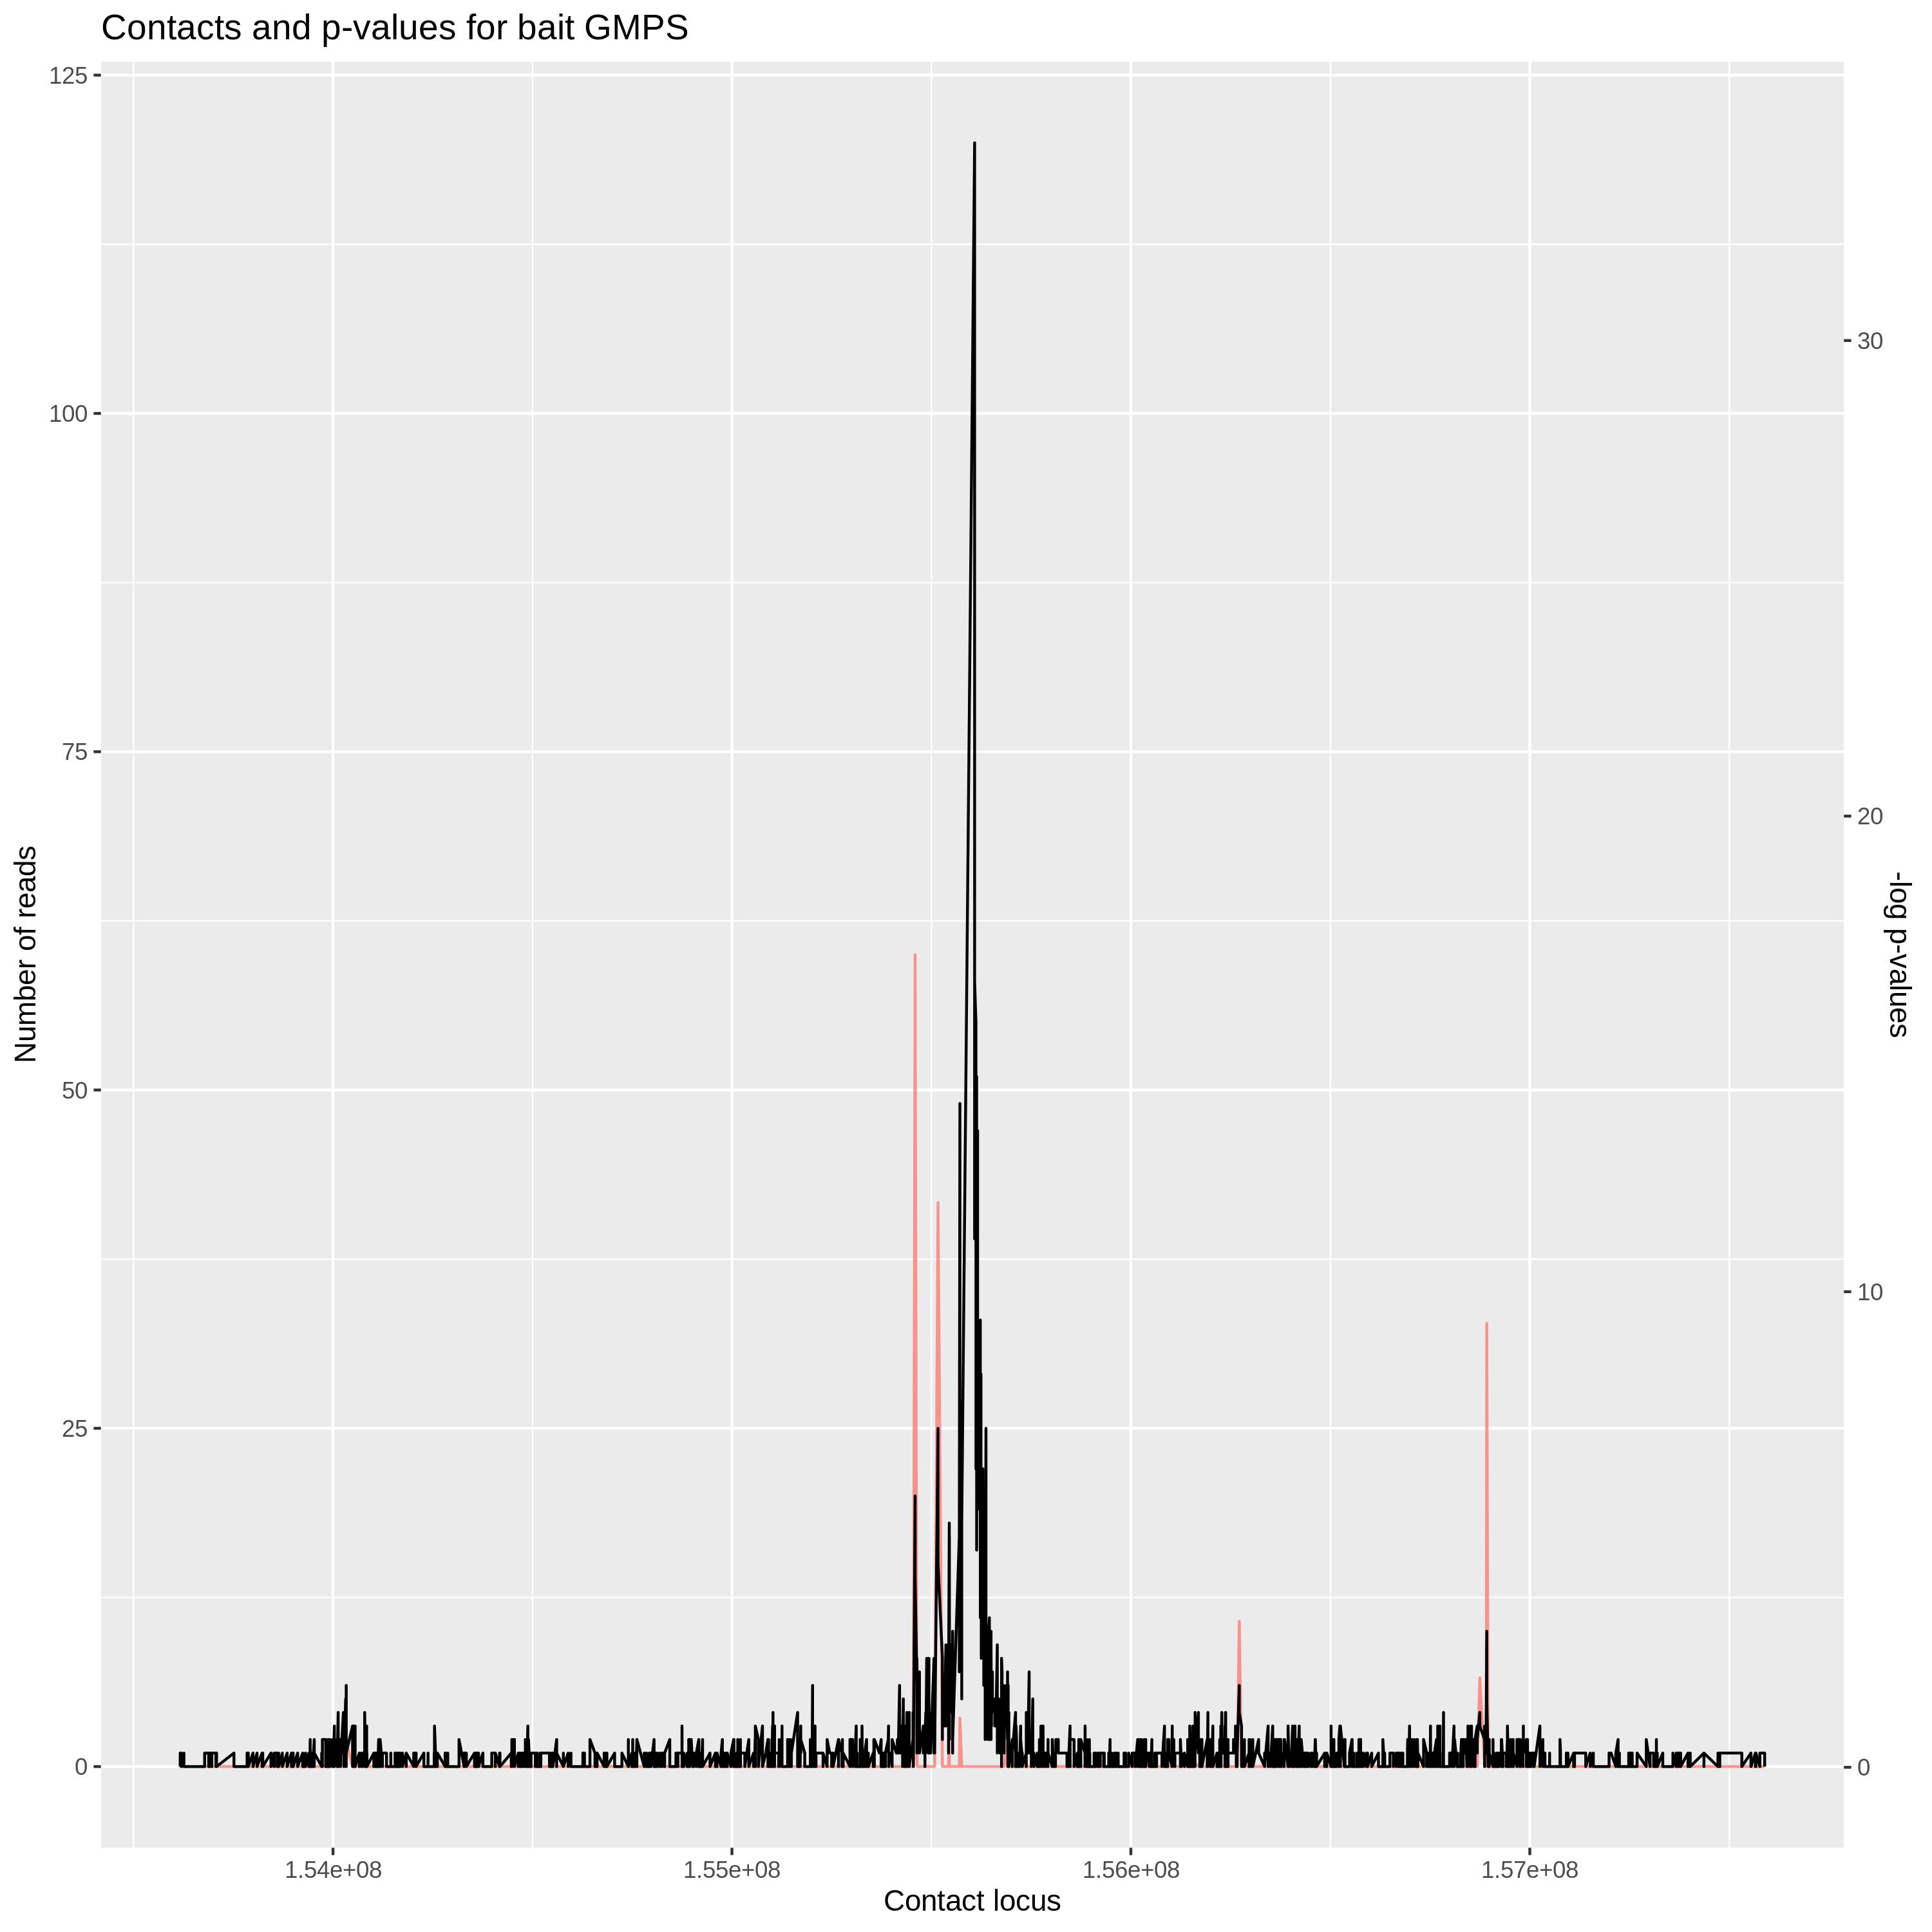 Contacts and p-values for bait GMPS
125
100
75
50
25
0
Number of reads
30
20
10
0
-log p-values
1.54e+08 1.55e+08 1.56e+08 1.57e+08
Contact locus